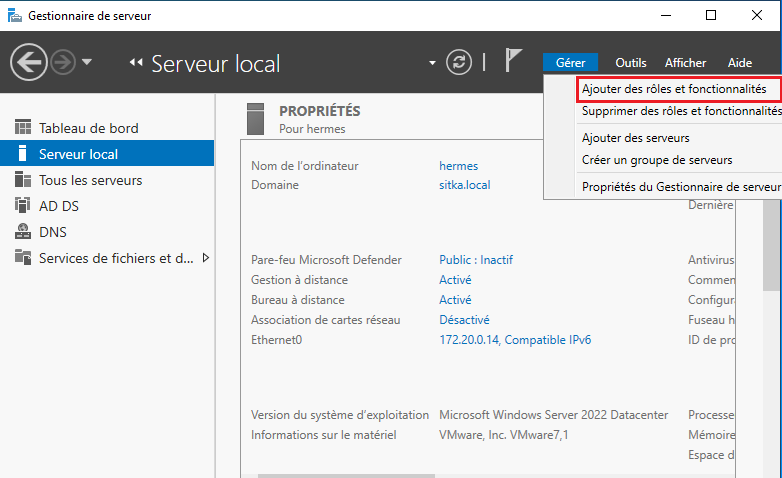 Gestionnaire de serveur
Serveur local
Gérer Outils Afficher Aide
Ajouter des rôles et fonctionnalités
Supprimer des rôles et fonctionnalités
Ajouter des serveurs
Créer un groupe de serveurs
Propriétés du Gestionnaire de serveur
Tableau de bord
Serveur local
Tous les serveurs
AD DS
DNS
Services de fichiers et d...
PROPRIÉTÉS
Pour hermes
Nom de l'ordinateur hermes
Domaine sitka.local
Dernière
Pare-feu Microsoft Defender Public : Inactif Antivirus
Gestion à distance Activé Commen
Bureau à distance Activé Configura
Association de cartes réseau Désactivé Fuseau h
Ethernet0 172.20.0.14, Compatible IPv6 ID de pro
Version du système d'exploitation Microsoft Windows Server 2022 Datacenter Processe
Informations sur le matériel VMware, Inc. VMware7,1 Mémoire
Espace d